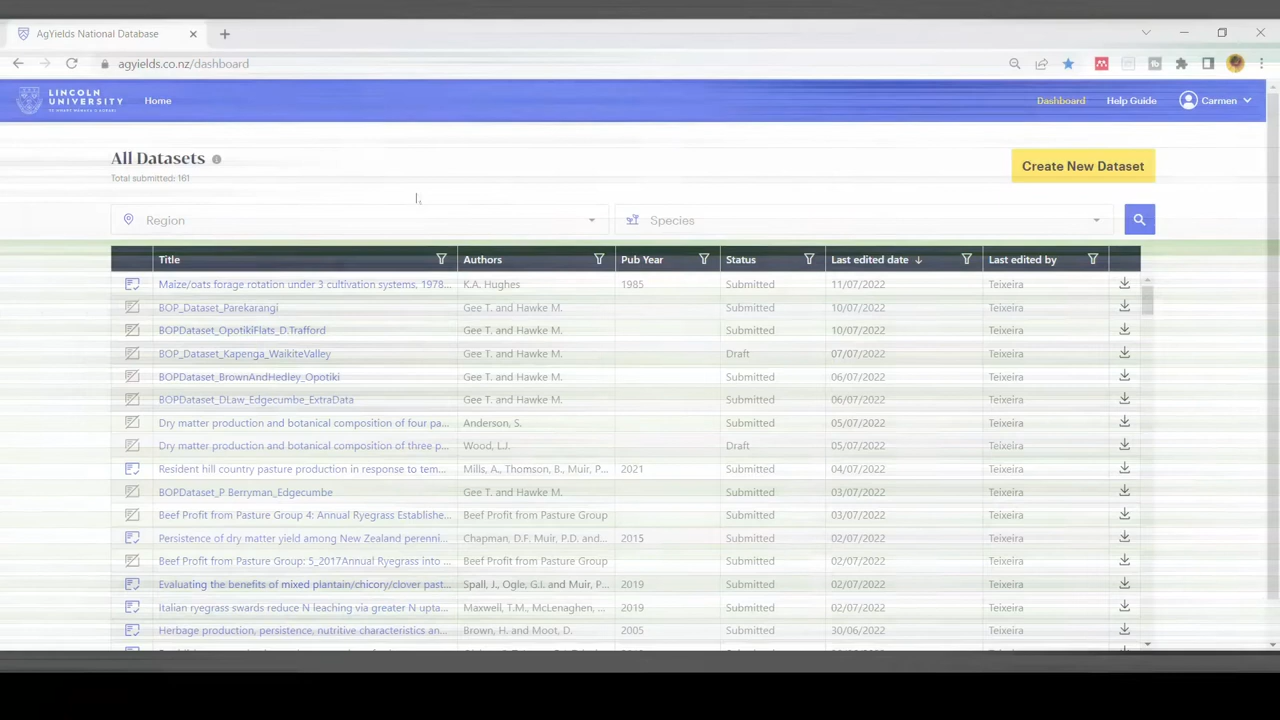 AgYields National Database
agyields.co.nz/dashboard
LINCOLN
UNIVERSITY
Home
Dashboard
Help Guide
Carmen
All Datasets
Create New Dataset
Total submitted: 161
Region
Species
Title Authors Pub Year Status Last edited date Last edited by
Maize/oats forage rotation under 3 cultivation systems, 1978... K.A. Hughes 1985 Submitted 11/07/2022 Teixeira
BOP_Dataset_Parekarangi Gee T. and Hawke M. Submitted 10/07/2022 Teixeira
BOPDataset_OpotikiFlats_D.Trafford Gee T. and Hawke M. Submitted 10/07/2022 Teixeira
BOP_Dataset_Kapenga_WaikiteValley Gee T. and Hawke M. Draft 07/07/2022 Teixeira
BOPDataset_BrownAndHedley_Opotiki Gee T. and Hawke M. Submitted 06/07/2022 Teixeira
BOPDataset_DLaw_Edgecumbe_ExtraData Gee T. and Hawke M. Submitted 06/07/2022 Teixeira
Dry matter production and botanical composition of four pa... Anderson, S. Submitted 05/07/2022 Teixeira
Dry matter production and botanical composition of three p... Wood, L.J. Draft 05/07/2022 Teixeira
Resident hill country pasture production in response to tem... Mills, A., Thomson, B., Muir, P... 2021 Submitted 04/07/2022 Teixeira
BOPDataset_P Berryman_Edgecumbe Gee T. and Hawke M. Submitted 03/07/2022 Teixeira
Beef Profit from Pasture Group 4: Annual Ryegrass Establishe... Beef Profit from Pasture Group Submitted 03/07/2022 Teixeira
Persistence of dry matter yield among New Zealand perenni... Chapman, D.F. Muir, P.D. and... 2015 Submitted 02/07/2022 Teixeira
Beef Profit from Pasture Group: 5_2017Annual Ryegrass into ... Beef Profit from Pasture Group Submitted 02/07/2022 Teixeira
Evaluating the benefits of mixed plantain/chicory/clover past... Spall, J., Ogle, G.I. and Muir, P... 2019 Submitted 02/07/2022 Teixeira
Italian ryegrass swards reduce N leaching via greater N upta... Maxwell, T.M., McLenaghen, ... 2019 Submitted 02/07/2022 Teixeira
Herbage production, persistence, nutritive characteristics an... Brown, H. and Moot, D. 2005 Submitted 30/06/2022 Teixeira